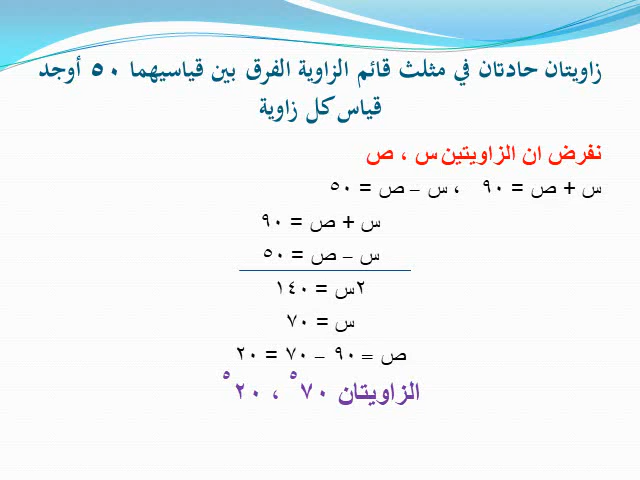 زاويتان حادتان في مثلث قائم الزاوية الفرق بين قياسيهما ٥٠ أوجد
قياس كل زاوية
نفرض ان الزاويتين س ، ص
س + ص = ٩٠ ، س – ص = ٥٠
س + ص = ٩٠
س – ص = ٥٠
٢س = ١٤٠
س = ٧٠
ص = ٩٠ – ٧٠ = ٢٠
الزاويتان ٧٠ ْ ، ٢٠ ْ